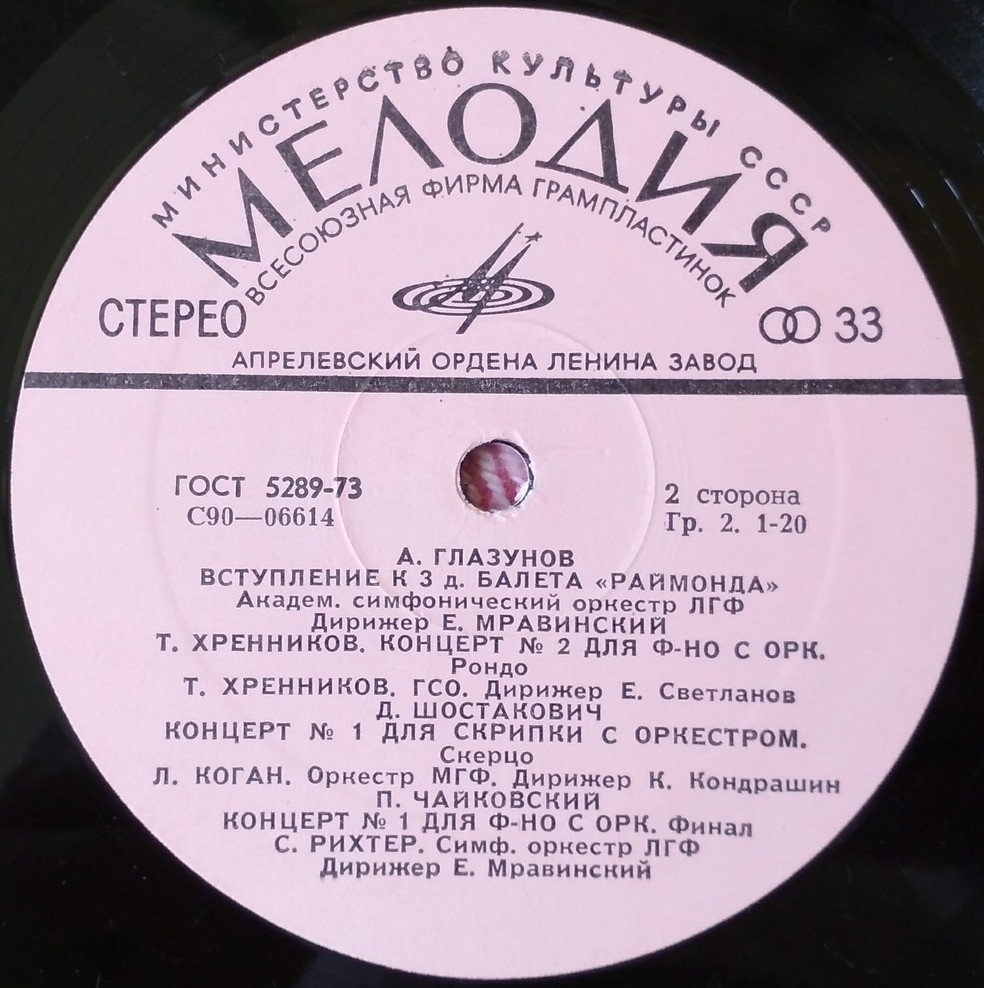 МИНИСТЕРСТВО КУЛЬТУРЫ СССР
МЕЛОДИЯ
ВСЕСОЮЗНАЯ ФИРМА ГРАМПЛАСТИНОК
СТЕРЕО
33
АПРЕЛЕВСКИЙ ОРДЕНА ЛЕНИНА ЗАВОД
ГОСТ 5289-73
С90—06614
2 сторона
Гр. 2. 1-20
А. ГЛАЗУНОВ
ВСТУПЛЕНИЕ К 3 д. БАЛЕТА «РАЙМОНДА»
Академ. симфонический оркестр ЛГФ
Дирижер Е. МРАВИНСКИЙ
Т. ХРЕННИКОВ. КОНЦЕРТ № 2 ДЛЯ Ф-НО С ОРК.
Рондо
Т. ХРЕННИКОВ. ГСО. Дирижер Е. Светланов
Д. ШОСТАКОВИЧ
КОНЦЕРТ № 1 ДЛЯ СКРИПКИ С ОРКЕСТРОМ.
Скерцо
Л. КОГАН. Оркестр МГФ. Дирижер К. Кондрашин
П. ЧАЙКОВСКИЙ
КОНЦЕРТ № 1 ДЛЯ Ф-НО С ОРК. Финал
С. РИХТЕР. Симф. оркестр ЛГФ
Дирижер Е. Мравинский